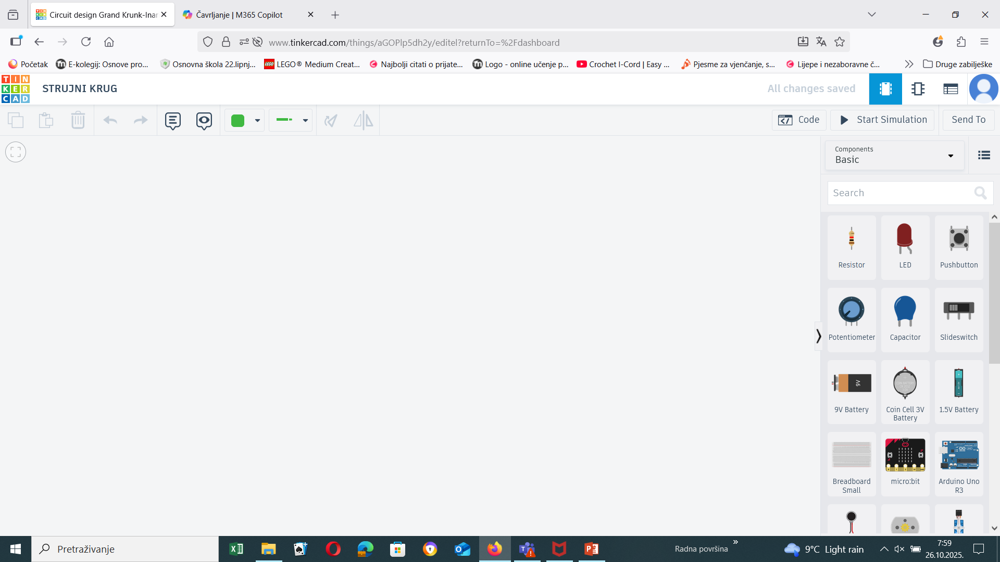 Circuit design Grand Krunk-Inar
Čavrljanje | M365 Copilot
www.tinkercad.com/things/aGOPlp5dh2y/editel?returnTo=%2Fdashboard
Početak
E-kolegij: Osnove pro...
Osnovna škola 22.lipnj...
LEGO® Medium Creat...
Najbolji citati o prijate...
Logo - online učenje p...
Crochet I-Cord | Easy ...
Pjesme za vjenčanje, s...
Lijepe i nezaboravne č...
Druge zabilješke
TIN
KER
CAD
STRUJNI KRUG
All changes saved
Code
Start Simulation
Send To
Components
Basic
Search
Resistor
LED
Pushbutton
Potentiometer
Capacitor
Slideswitch
9V
9V Battery
Coin Cell 3V
Battery
1.5V Battery
Breadboard
Small
micro:bit
Arduino Uno
R3
Pretraživanje
Radna površina
9°C Light rain
7:59
26.10.2025.